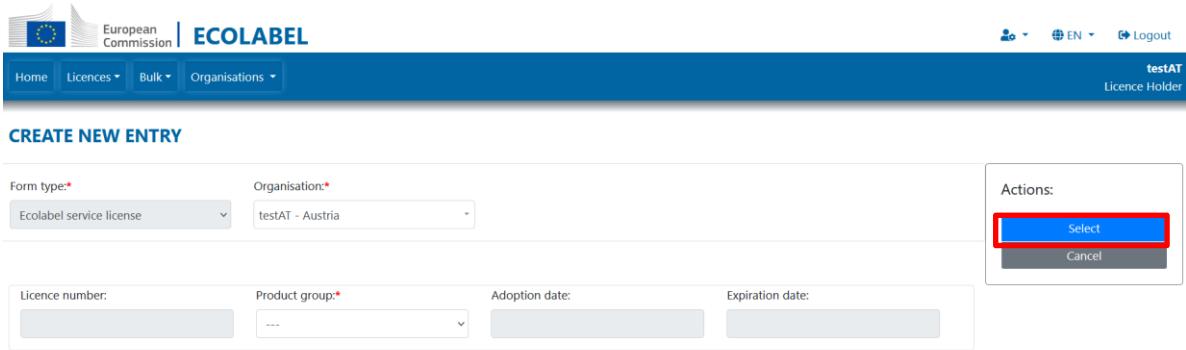 European
Commission
ECOLABEL
EN
Logout
Home Licences Bulk Organisations
testAT
Licence Holder
CREATE NEW ENTRY
Form type:* Organisation:*
Ecolabel service license testAT - Austria
Actions:
Select
Cancel
Licence number: Product group:* Adoption date: Expiration date:
---